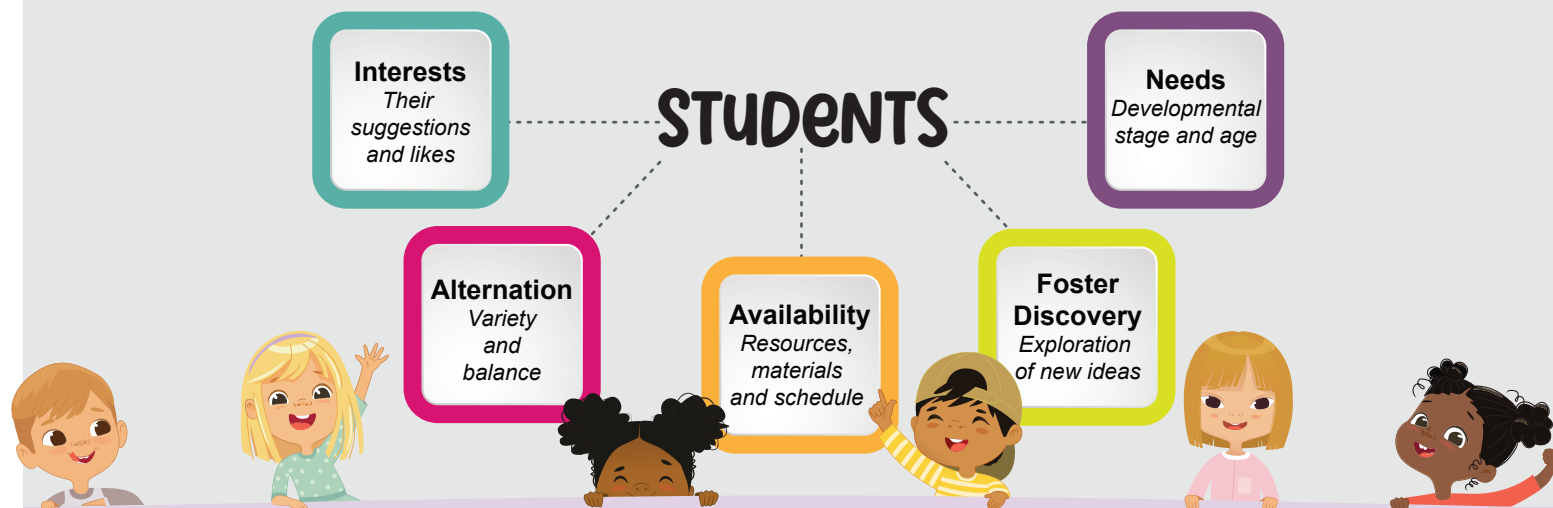 STUDENTS
Interests
Their
suggestions
and likes
Needs
Developmental
stage and age
Alternation
Variety
and
balance
Availability
Resources,
materials
and schedule
Foster
Discovery
Exploration
of new ideas